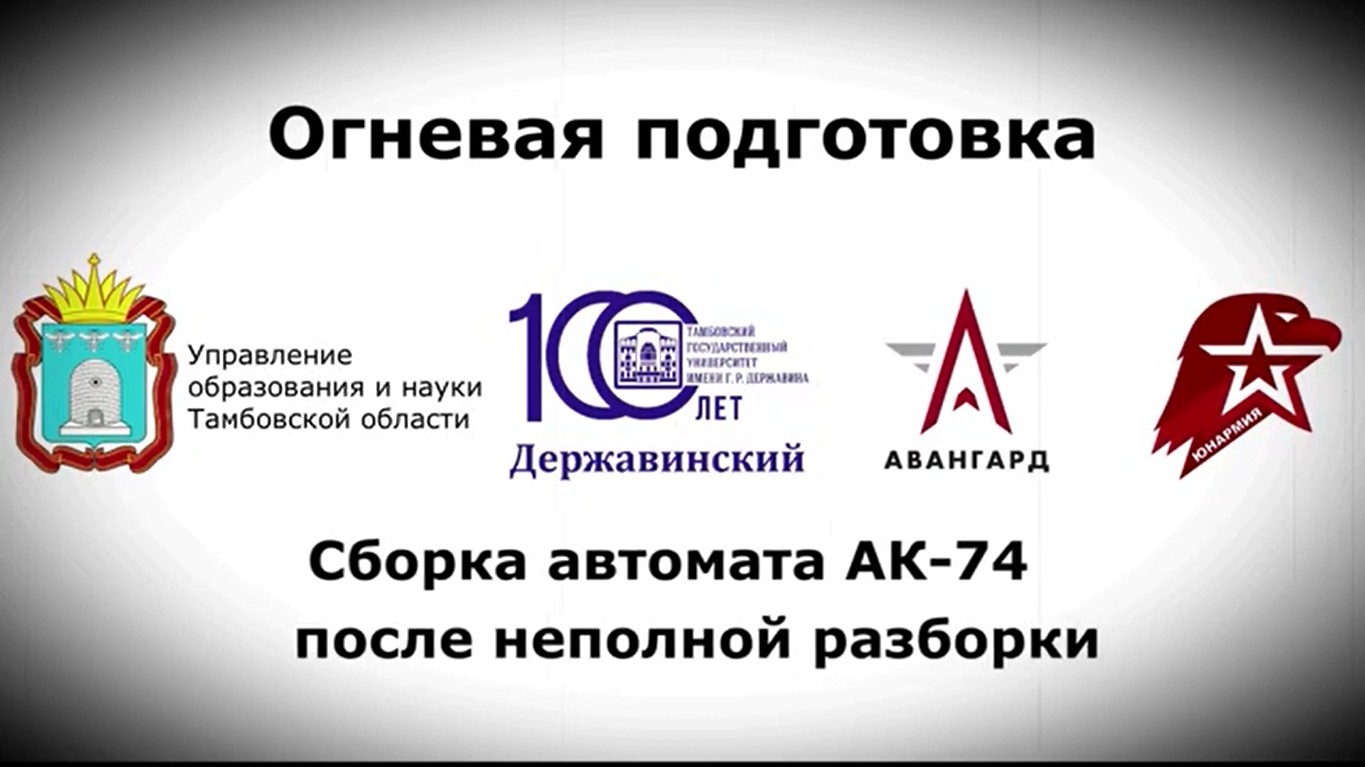 Огневая подготовка
Управление
образования и науки
Тамбовской области
100
ТАМБОВСКИЙ
ГОСУДАРСТВЕННЫЙ
УНИВЕРСИТЕТ
ИМЕНИ Г. Р. ДЕРЖАВИНА
ЛЕТ
Державинский
АВАНГАРД
ЮНАРМИЯ
Сборка автомата АК-74
после неполной разборки